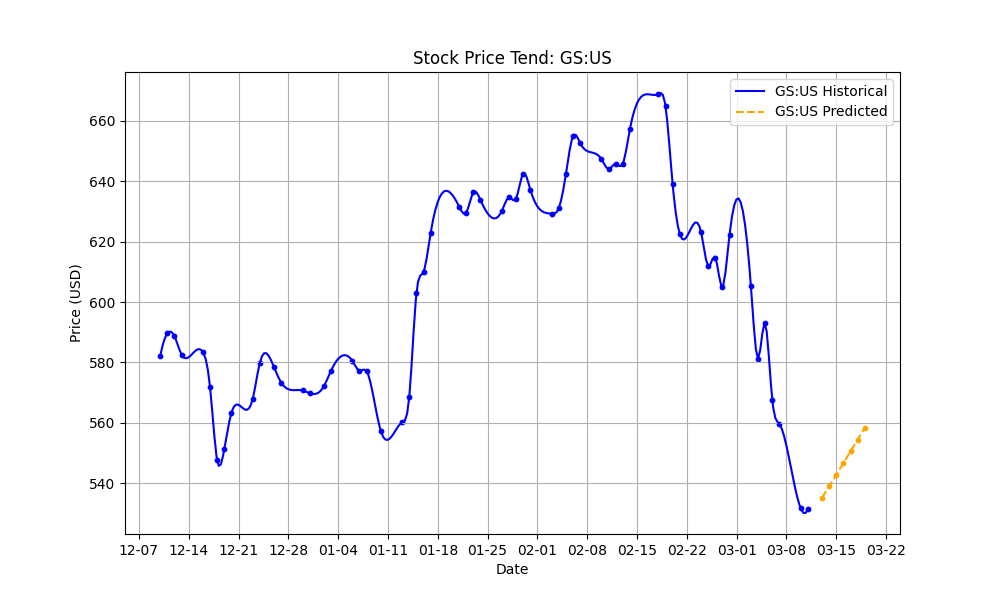 Stock Price Tend: GS:US
GS:US Historical
GS:US Predicted
Price (USD)
660
640
620
600
580
560
540
12-07 12-14 12-21 12-28 01-04 01-11 01-18 01-25 02-01 02-08 02-15 02-22 03-01 03-08 03-15 03-22
Date